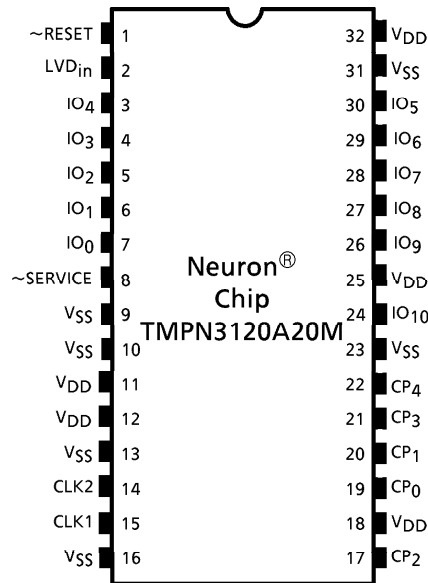 ~RESET 1 32 VDD
LVDin 2 31 VSS
IO4 3 30 IO5
IO3 4 29 IO6
IO2 5 28 IO7
IO1 6 27 IO8
IO0 7 26 IO9
~SERVICE 8 25 VDD
Neuron®
Chip
TMPN3120A20M
VSS 9 24 IO10
VSS 10 23 VSS
VDD 11 22 CP4
VDD 12 21 CP3
VSS 13 20 CP1
CLK2 14 19 CP0
CLK1 15 18 VDD
VSS 16 17 CP2